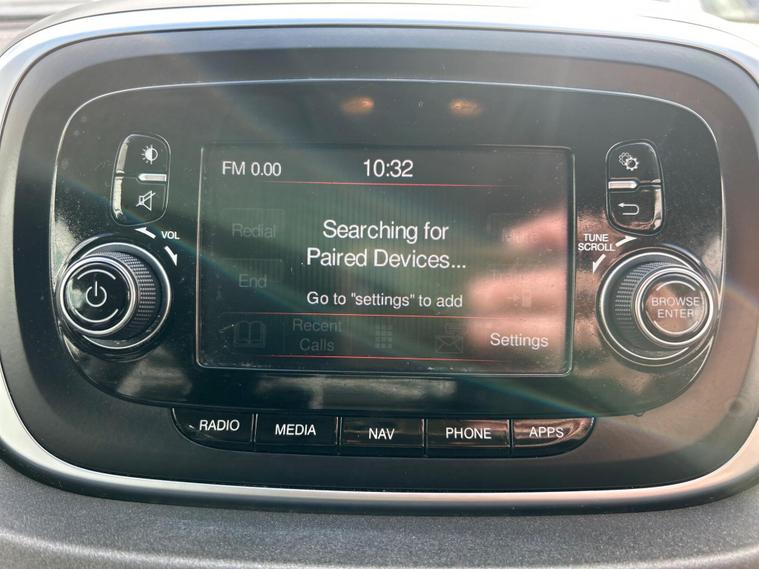 FM 0.00
10:32
VOL
TUNE
SCROLL
Redial
Searching for
Paired Devices...
End
Go to "settings" to add
BROWSE
ENTER
Recent
Calls
Settings
RADIO
MEDIA
NAV
PHONE
APPS